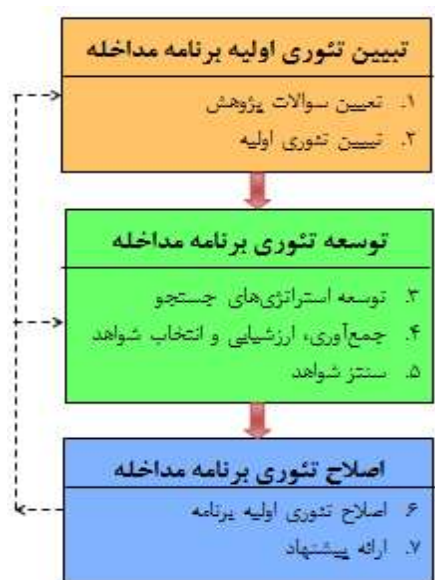 تبیین تئوری اولیه برنامه مداخله
۱. تعیین سوالات پژوهش
۲. تبیین تئوری اولیه
توسعه تئوری برنامه مداخله
۳. توسعه استراتژی‌های جستجو
۴. جمع‌آوری، ارزشیابی و انتخاب شواهد
۵. سنتز شواهد
اصلاح تئوری برنامه مداخله
۶. اصلاح تئوری اولیه برنامه
۷. ارائه پیشنهاد